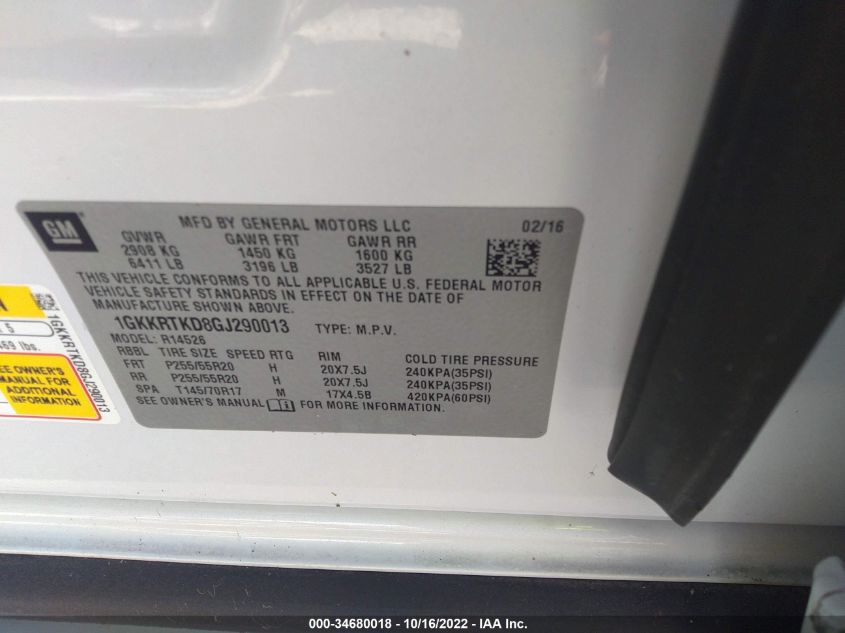 GM
MFD BY GENERAL MOTORS LLC 02/16
GVWR GAWR FRT GAWR RR
2908 KG 1450 KG 1600 KG
6411 LB 3196 LB 3527 LB
THIS VEHICLE CONFORMS TO ALL APPLICABLE U.S. FEDERAL MOTOR
VEHICLE SAFETY STANDARDS IN EFFECT ON THE DATE OF
MANUFACTURE SHOWN ABOVE.
1GKKRTKD8GJ290013 TYPE: M.P.V.
MODEL: R14526
RBBL TIRE SIZE SPEED RTG RIM COLD TIRE PRESSURE
FRT P255/55R20 H 20X7.5J 240KPA(35PSI)
RR P255/55R20 H 20X7.5J 240KPA(35PSI)
SPA T145/70R17 M 17X4.5B 420KPA(60PSI)
SEE OWNER'S MANUAL FOR MORE INFORMATION.
5
469 lbs.
SEE OWNER'S
MANUAL FOR
ADDITIONAL
INFORMATION
1GKKRTKD8GJ290013
000-34680018 - 10/16/2022 - IAA Inc.